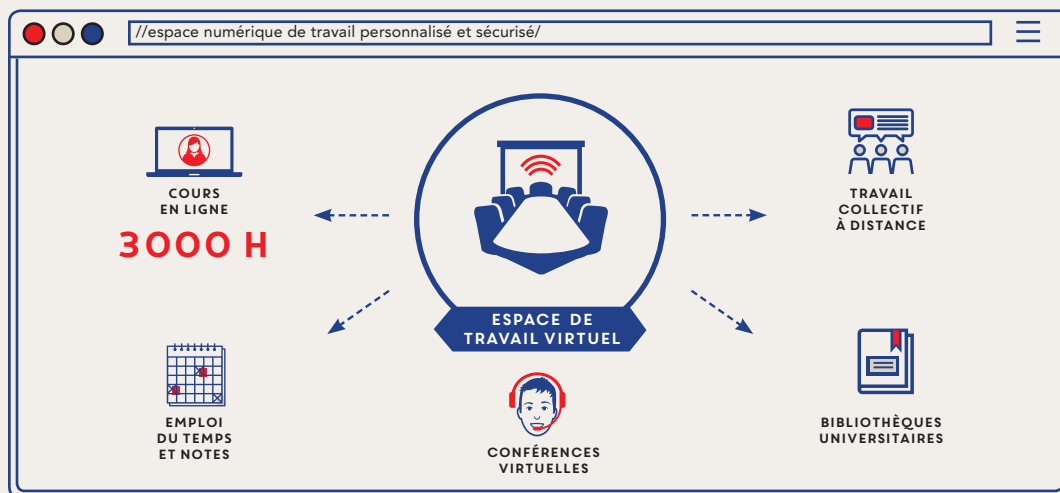 //espace numérique de travail personnalisé et sécurisé/
COURS
EN LIGNE
3000 H
TRAVAIL
COLLECTIF
À DISTANCE
ESPACE DE
TRAVAIL VIRTUEL
EMPLOI
DU TEMPS
ET NOTES
CONFÉRENCES
VIRTUELLES
BIBLIOTHÈQUES
UNIVERSITAIRES